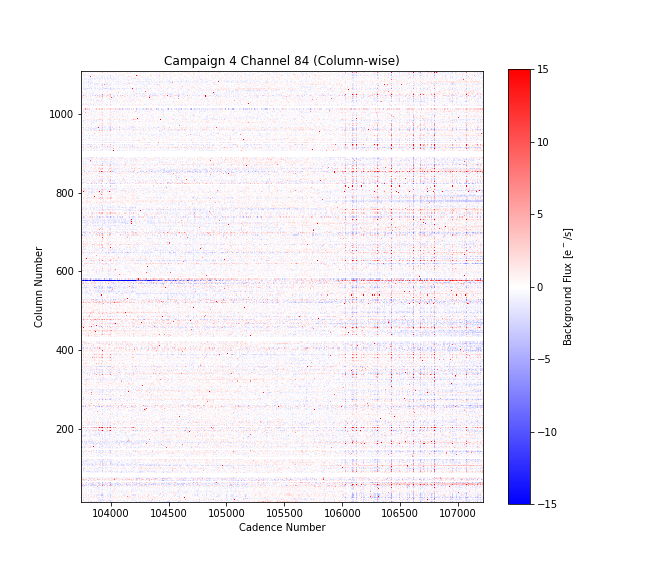 Campaign 4 Channel 84 (Column-wise)
Column Number
1000
800
600
400
200
104000 104500 105000 105500 106000 106500 107000
Cadence Number
15
10
5
0
−5
−10
−15
Background Flux [e⁻/s]